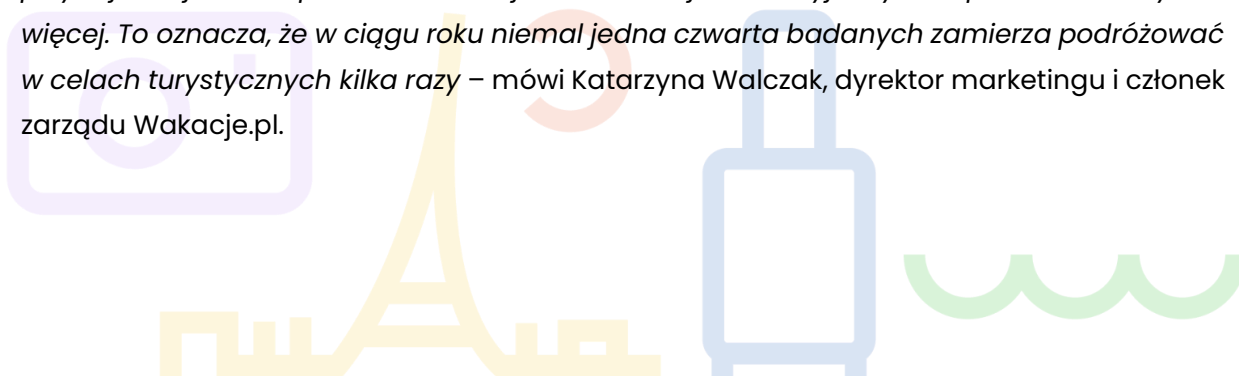 więcej. To oznacza, że w ciągu roku niemal jedna czwarta badanych zamierza podróżować
w celach turystycznych kilka razy – mówi Katarzyna Walczak, dyrektor marketingu i członek
zarządu Wakacje.pl.